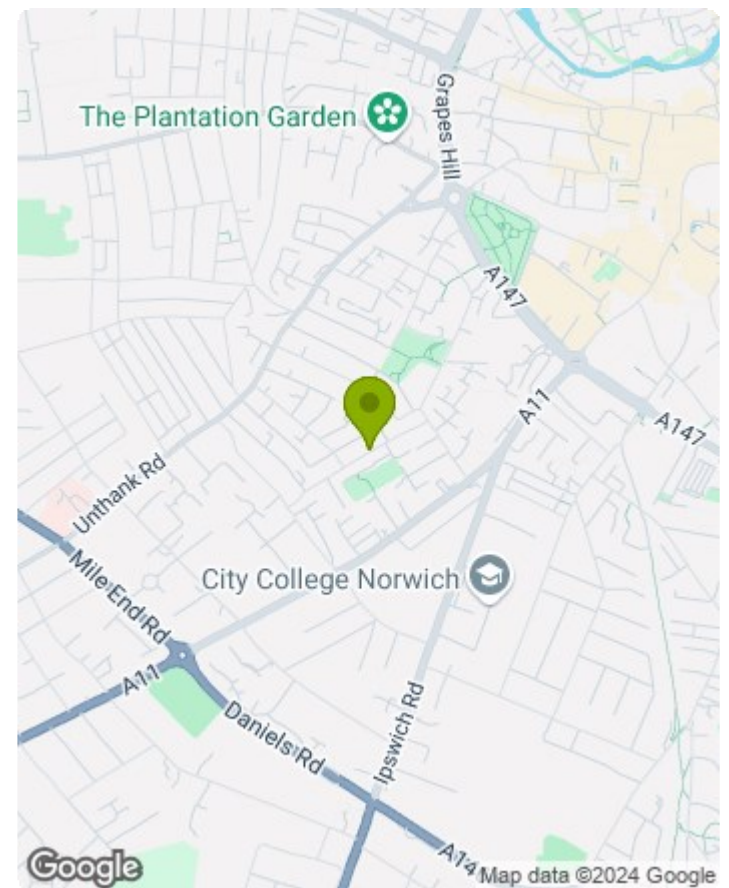 Grapes Hill
The Plantation Garden
A147
A11
A147
Unthank Rd
Mile End Rd
City College Norwich
A11
Daniels Rd
Ipswich Rd
Google
Map data ©2024 Google